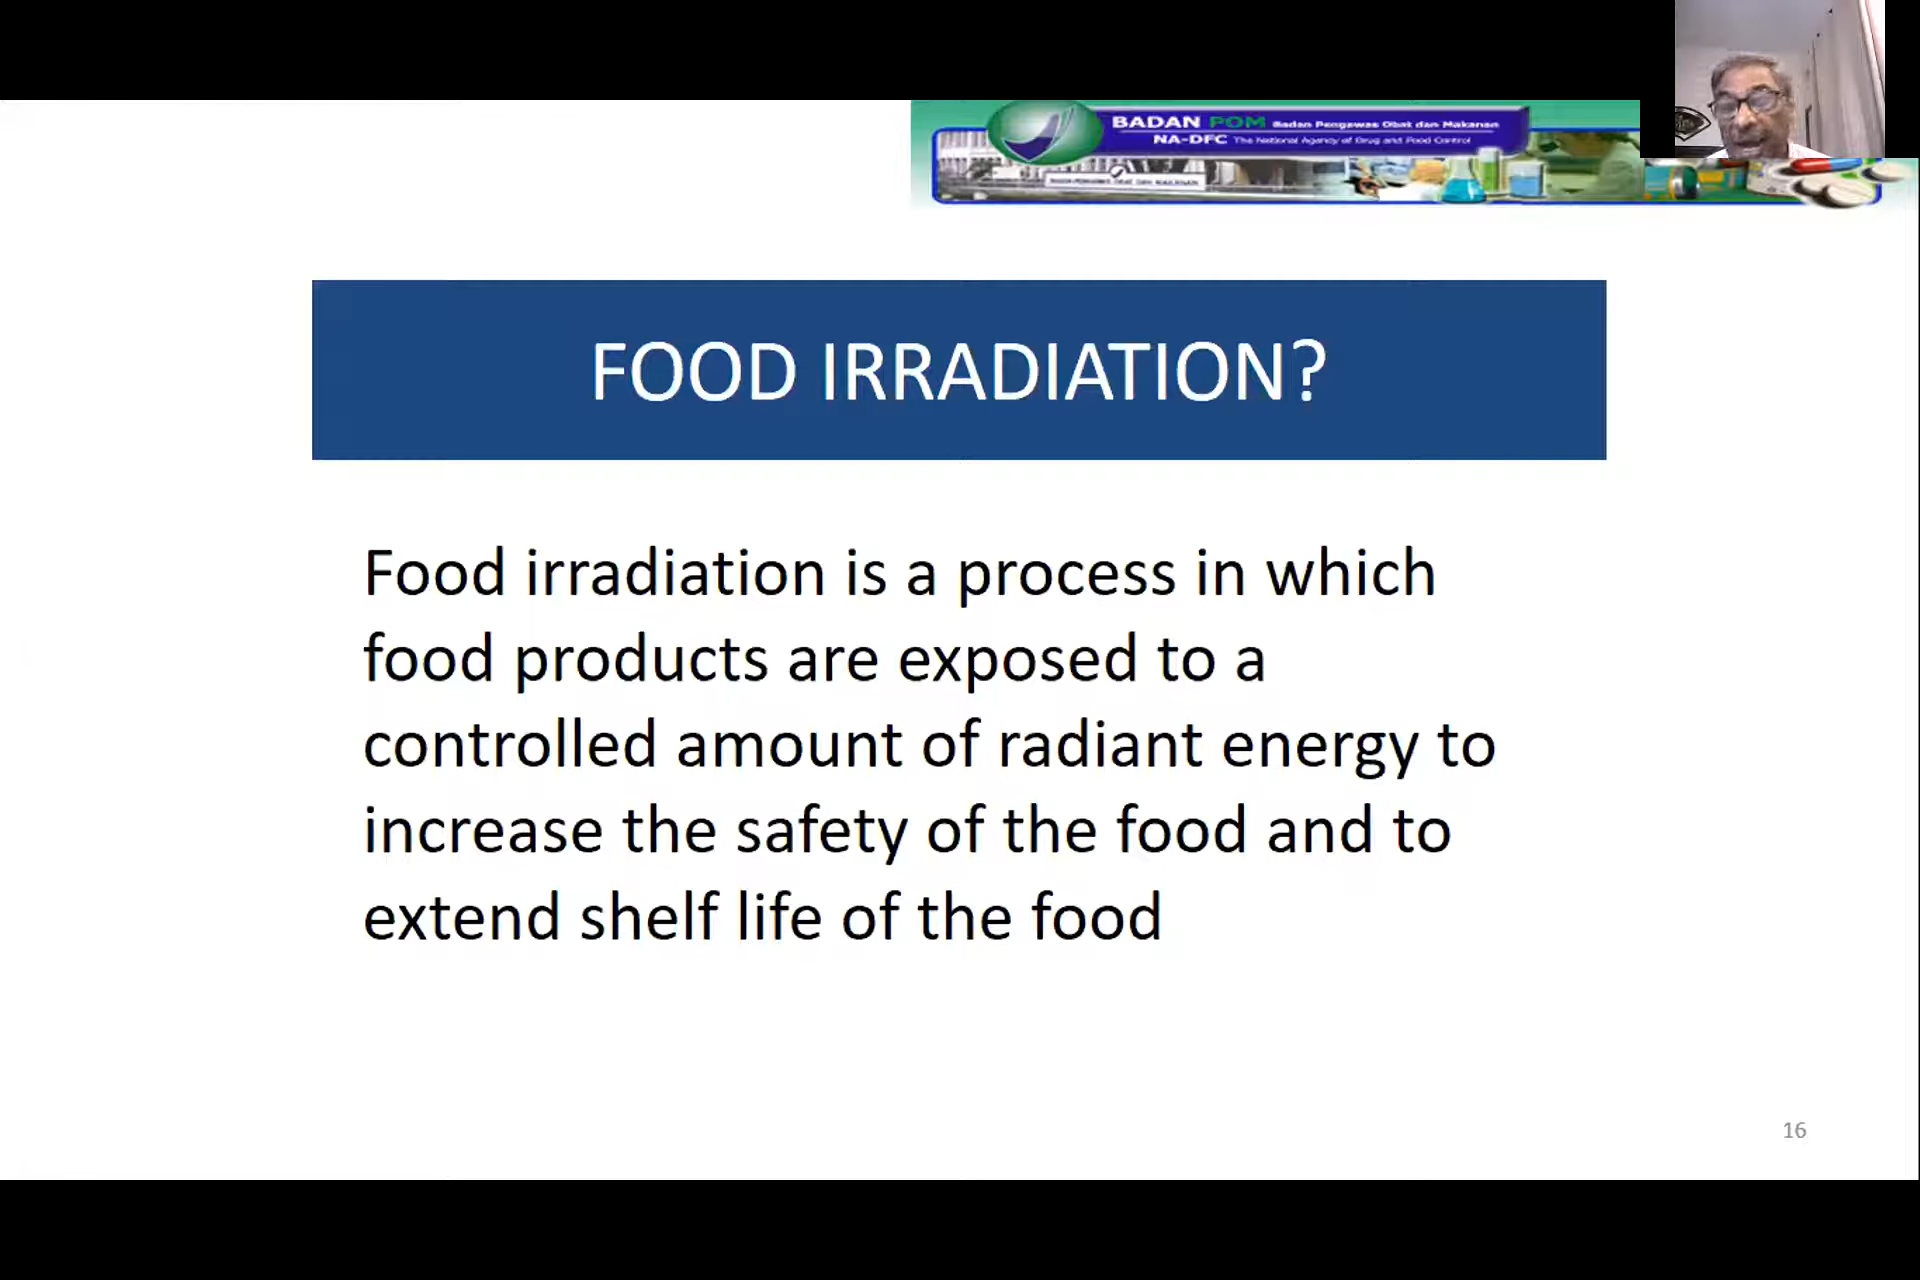 BADAN POM Badan Pengawas Obat dan Makanan
NA-DFC The National Agency of Drug and Food Control
FOOD IRRADIATION?
Food irradiation is a process in which
food products are exposed to a
controlled amount of radiant energy to
increase the safety of the food and to
extend shelf life of the food
16